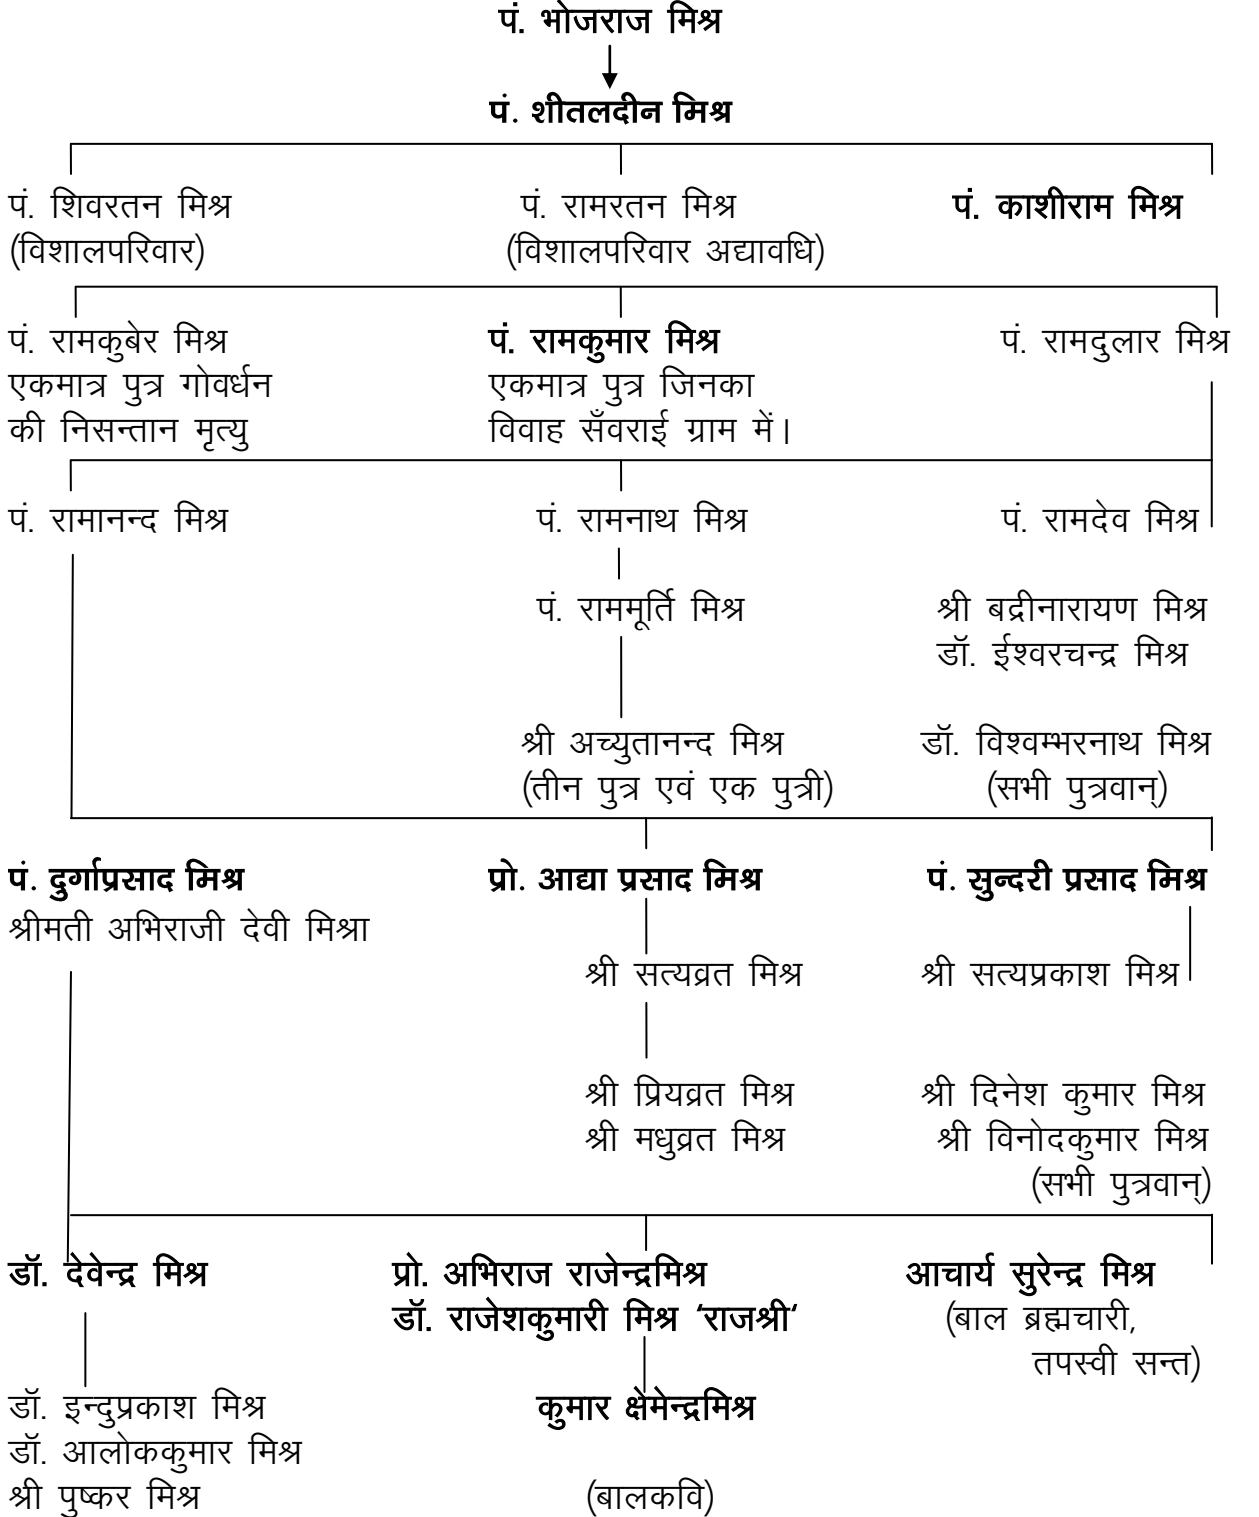 पं. भोजराज मिश्र
पं. शीतलदीन मिश्र
पं. शिवरतन मिश्र
(विशालपरिवार)
पं. रामरतन मिश्र
(विशालपरिवार अद्यावधि)
पं. काशीराम मिश्र
पं. रामकुबेर मिश्र
एकमात्र पुत्र गोवर्धन
की निसन्तान मृत्यु
पं. रामकुमार मिश्र
एकमात्र पुत्र जिनका
विवाह सँवराई ग्राम में।
पं. रामदुलार मिश्र
पं. रामानन्द मिश्र
पं. रामनाथ मिश्र
पं. रामदेव मिश्र
पं. राममूर्ति मिश्र
श्री बद्रीनारायण मिश्र
डॉ. ईश्वरचन्द्र मिश्र
श्री अच्युतानन्द मिश्र
(तीन पुत्र एवं एक पुत्री)
डॉ. विश्वम्भरनाथ मिश्र
(सभी पुत्रवान्)
पं. दुर्गाप्रसाद मिश्र
श्रीमती अभिराजी देवी मिश्रा
प्रो. आद्या प्रसाद मिश्र
पं. सुन्दरी प्रसाद मिश्र
श्री सत्यव्रत मिश्र
श्री सत्यप्रकाश मिश्र
श्री प्रियव्रत मिश्र
श्री मधुव्रत मिश्र
श्री दिनेश कुमार मिश्र
श्री विनोदकुमार मिश्र
(सभी पुत्रवान्)
डॉ. देवेन्द्र मिश्र
प्रो. अभिराज राजेन्द्रमिश्र
डॉ. राजेशकुमारी मिश्र ‘राजश्री‘
आचार्य सुरेन्द्र मिश्र
(बाल ब्रह्मचारी,
तपस्वी सन्त)
डॉ. इन्दुप्रकाश मिश्र
डॉ. आलोककुमार मिश्र
श्री पुष्कर मिश्र
कुमार क्षेमेन्द्रमिश्र
(बालकवि)